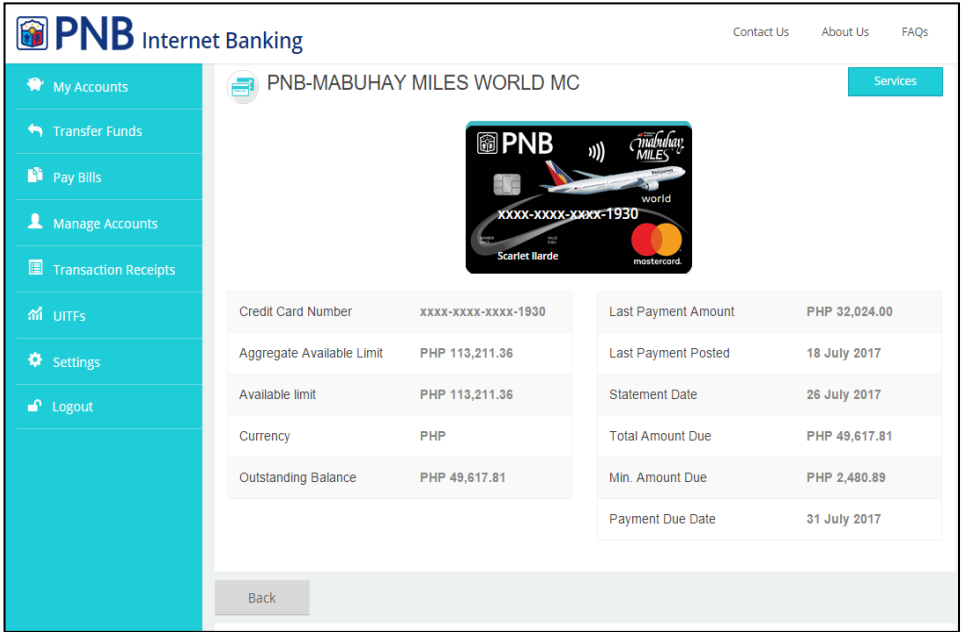 PNB Internet Banking
Contact Us About Us FAQs
My Accounts
Transfer Funds
Pay Bills
Manage Accounts
Transaction Receipts
UITFs
Settings
Logout
PNB-MABUHAY MILES WORLD MC
Services
PNB
mabuhay
MILES
Philippines
world
xxxx-xxxx-xxxx-1930
Scarlet Ilarde
mastercard.
Credit Card Number xxxx-xxxx-xxxx-1930
Aggregate Available Limit PHP 113,211.36
Available limit PHP 113,211.36
Currency PHP
Outstanding Balance PHP 49,617.81
Last Payment Amount PHP 32,024.00
Last Payment Posted 18 July 2017
Statement Date 26 July 2017
Total Amount Due PHP 49,617.81
Min. Amount Due PHP 2,480.89
Payment Due Date 31 July 2017
Back